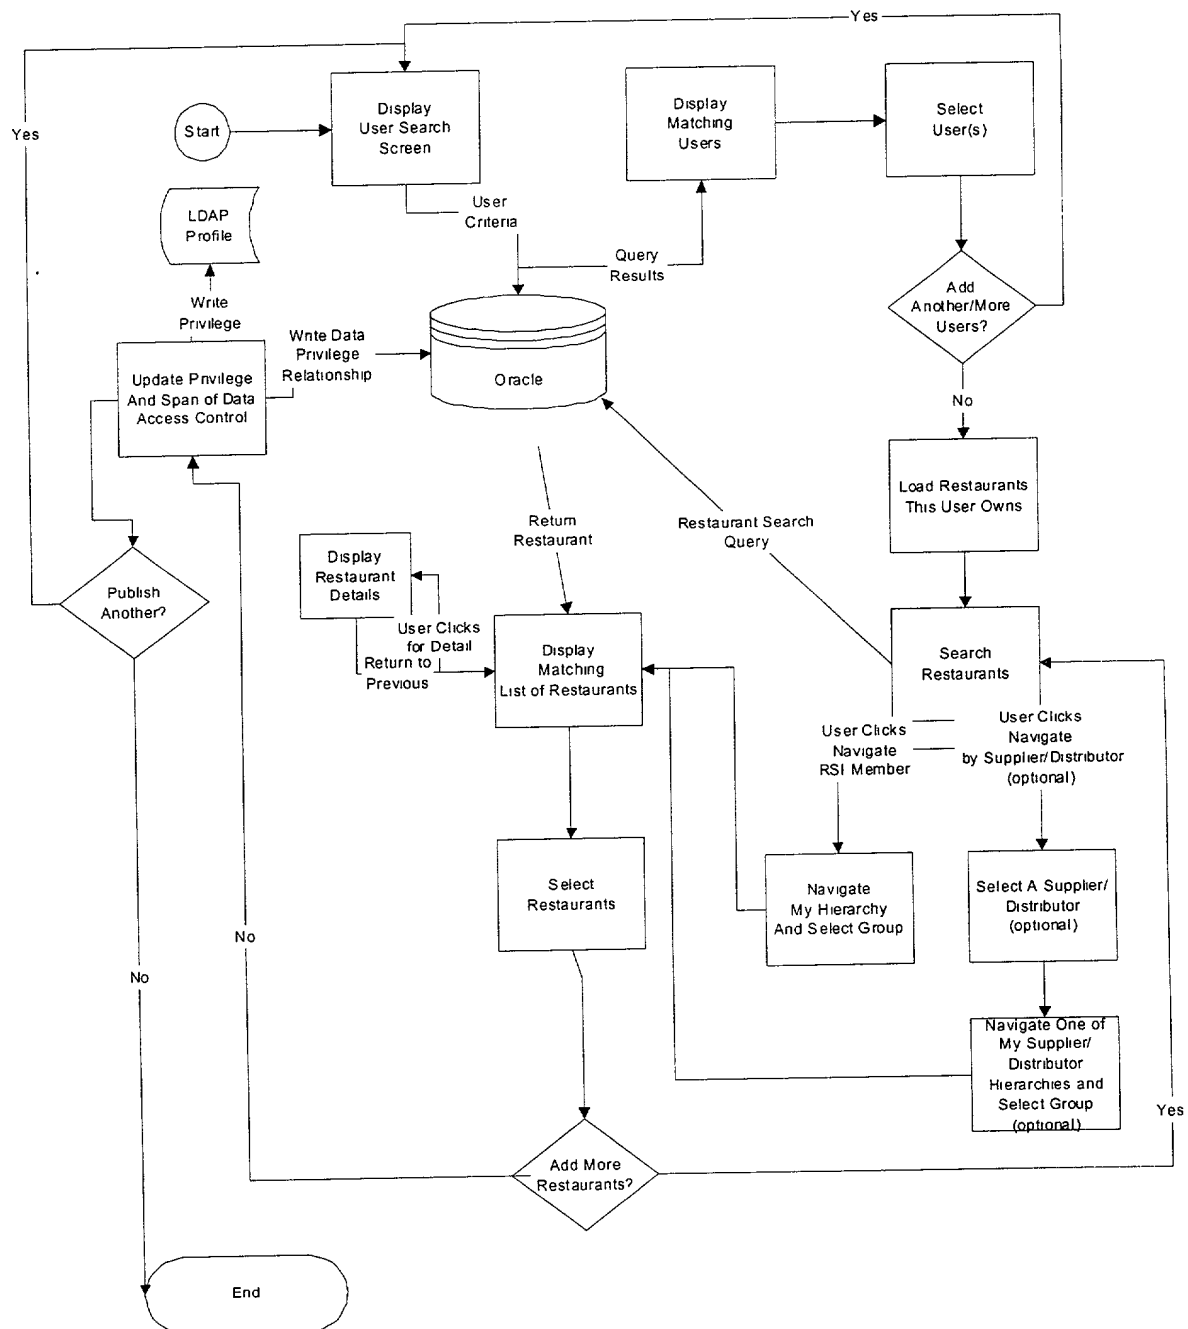 Yes
Yes
Start
Display
User Search
Screen
Display
Matching
Users
Select
User(s)
LDAP
Profile
User
Criteria
Query
Results
Add
Another/More
Users?
Write
Privilege
Write Data
Privilege
Relationship
Oracle
Update Privilege
And Span of Data
Access Control
No
Load Restaurants
This User Owns
Return
Restaurant
Restaurant Search
Query
Display
Restaurant
Details
Publish
Another?
User Clicks
for Detail
Return to
Previous
Display
Matching
List of Restaurants
Search
Restaurants
User Clicks
Navigate
RSI Member
User Clicks
Navigate
by Supplier/Distributor
(optional)
Select
Restaurants
Navigate
My Hierarchy
And Select Group
Select A Supplier/
Distributor
(optional)
No
No
Navigate One of
My Supplier/
Distributor
Hierarchies and
Select Group
(optional)
Yes
Add More
Restaurants?
End